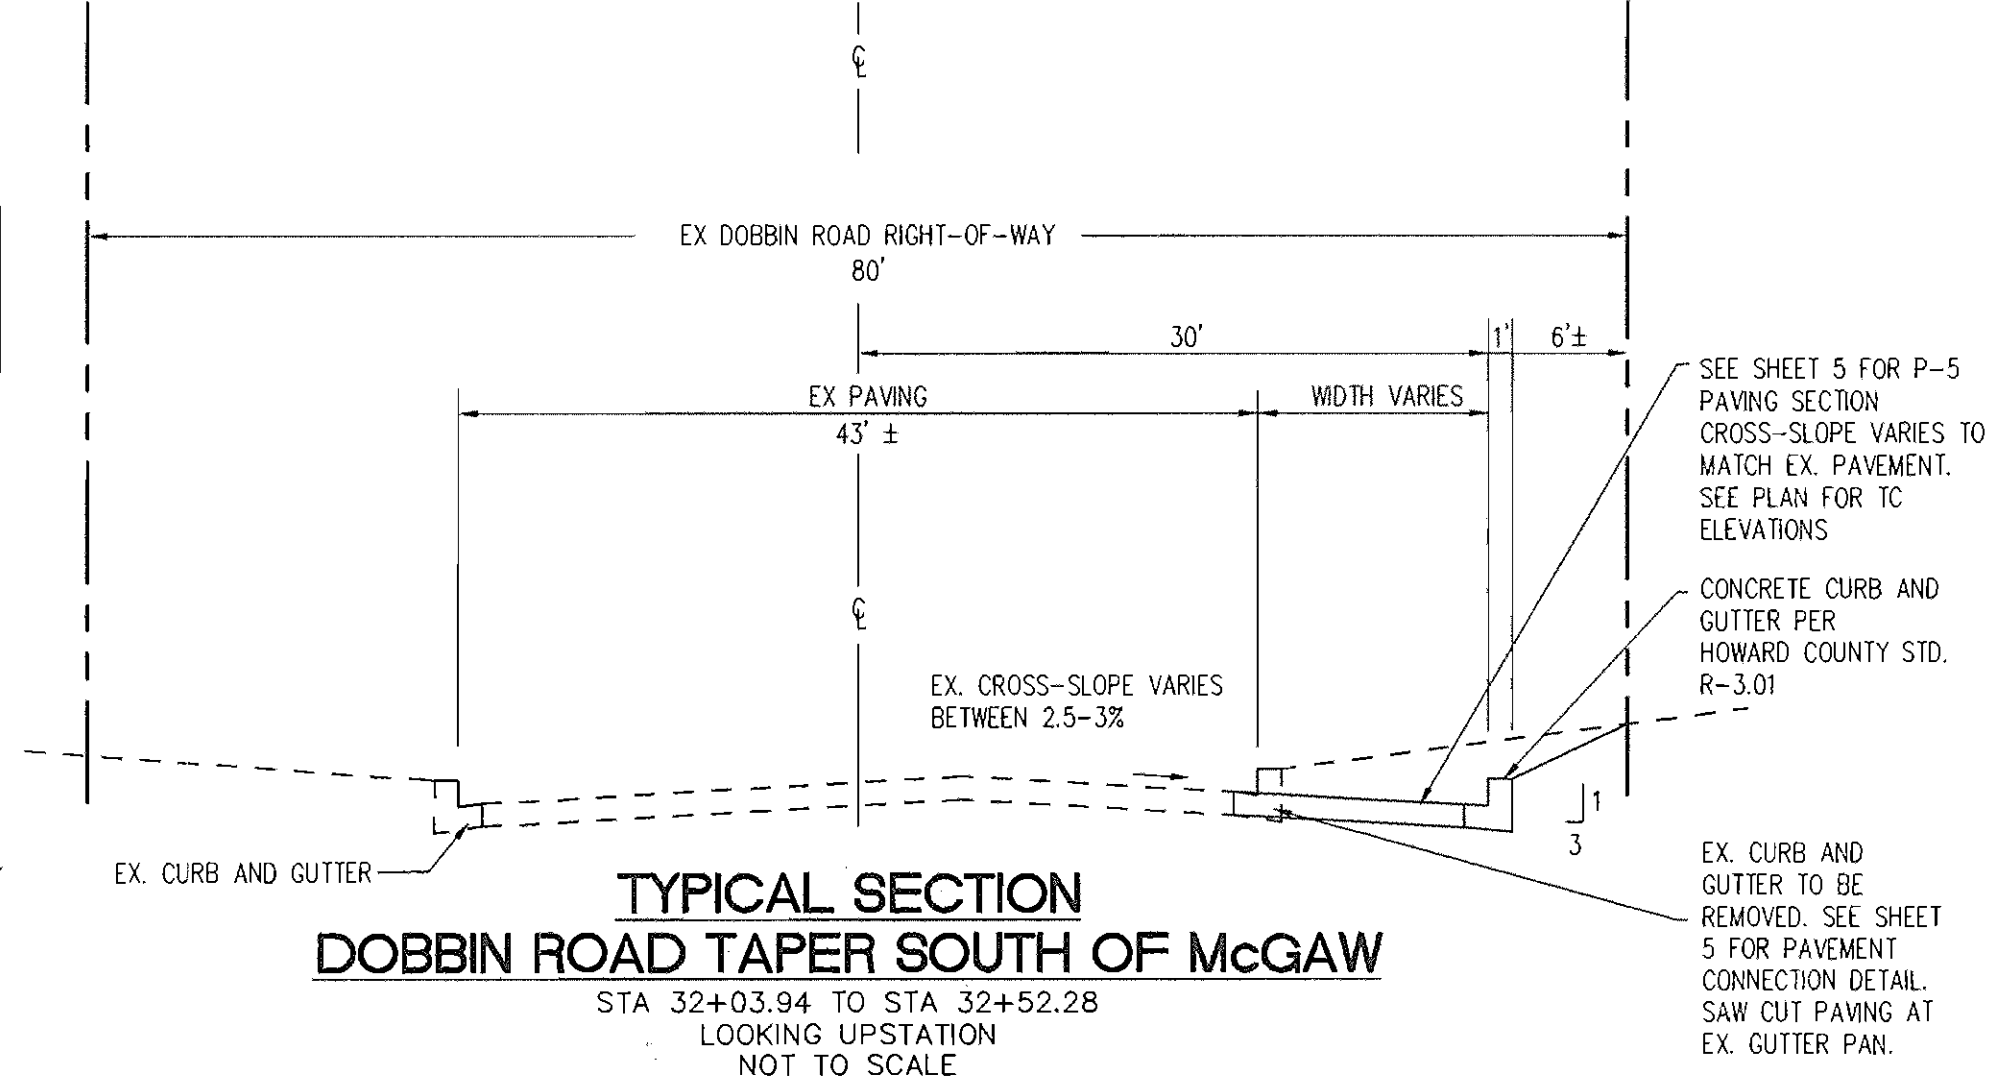 ℄
EX DOBBIN ROAD RIGHT-OF-WAY
80'
30'
1'
6'±
EX PAVING
43' ±
WIDTH VARIES
SEE SHEET 5 FOR P-5
PAVING SECTION
CROSS-SLOPE VARIES TO
MATCH EX. PAVEMENT.
SEE PLAN FOR TC
ELEVATIONS
℄
CONCRETE CURB AND
GUTTER PER
HOWARD COUNTY STD.
R-3.01
EX. CROSS-SLOPE VARIES
BETWEEN 2.5-3%
1
3
EX. CURB AND GUTTER
EX. CURB AND
GUTTER TO BE
REMOVED. SEE SHEET
5 FOR PAVEMENT
CONNECTION DETAIL.
SAW CUT PAVING AT
EX. GUTTER PAN.
TYPICAL SECTION
DOBBIN ROAD TAPER SOUTH OF McGAW
STA 32+03.94 TO STA 32+52.28
LOOKING UPSTATION
NOT TO SCALE